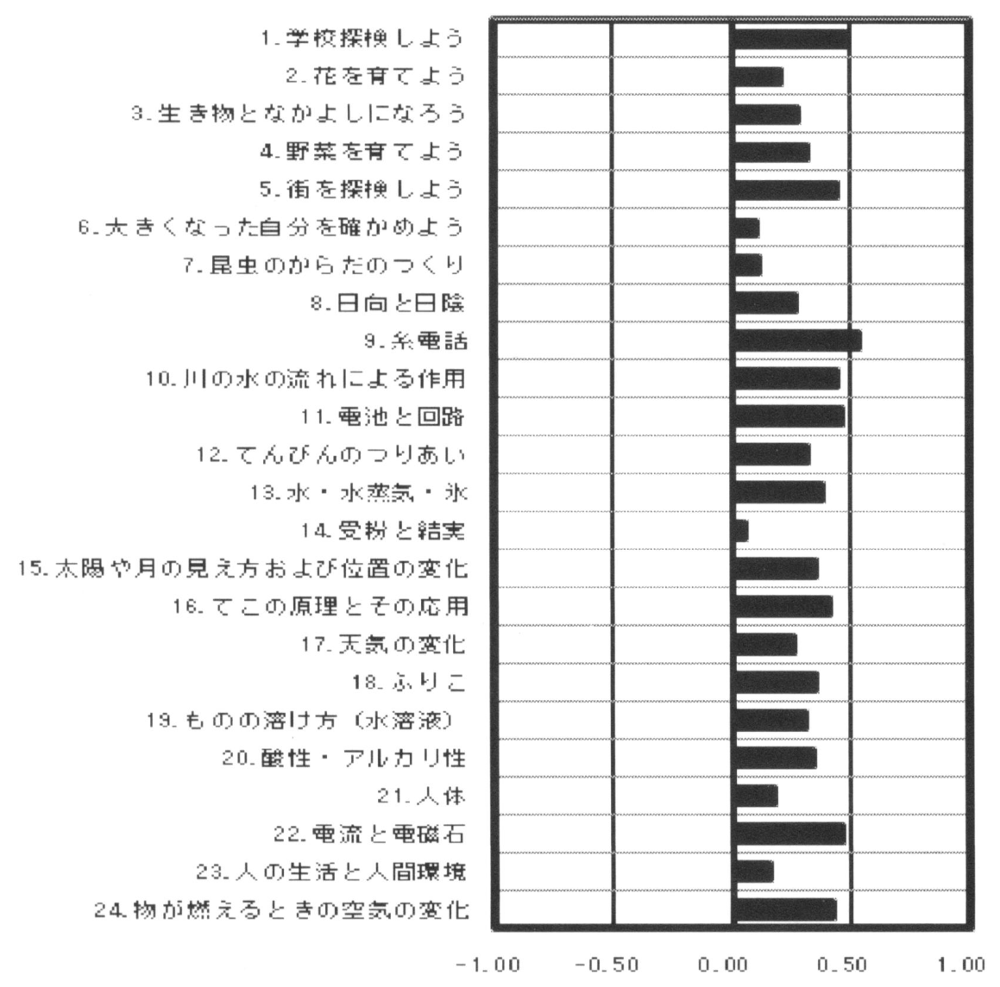 1.学校探検しよう
2.花を育てよう
3.生き物となかよしになろう
4.野菜を育てよう
5.街を探検しよう
6.大きくなった自分を確かめよう
7.昆虫のからだのつくり
8.日向と日陰
9.糸電話
10.川の水の流れによる作用
11.電池と回路
12.てんびんのつりあい
13.水・水蒸気・氷
14.受粉と結実
15.太陽や月の見え方および位置の変化
16.てこの原理とその応用
17.天気の変化
18.ふりこ
19.ものの溶け方（水溶液）
20.酸性・アルカリ性
21.人体
22.電流と電磁石
23.人の生活と人間環境
24.物が燃えるときの空気の変化
-1.00 -0.50 0.00 0.50 1.00